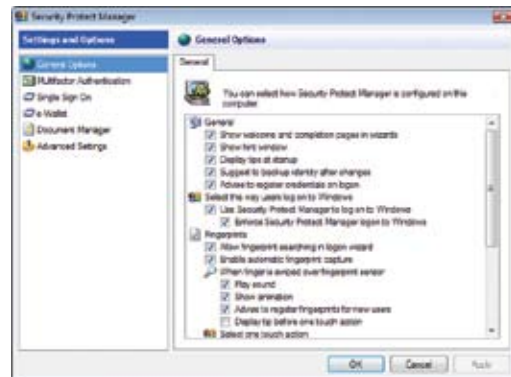 Security Protect Manager
Settings and Options
General Options
Multifactor Authentication
Single Sign On
e-Wallet
Document Manager
Advanced Settings
General Options
General
You can select how Security Protect Manager is configured on this computer
General
Show welcome and completion pages in wizards
Show hint window
Display tips at startup
Suggest to backup identity after changes
Advise to register credentials on logon
Select the way users log on to Windows
Use Security Protect Manager to log on to Windows
Enforce Security Protect Manager logon to Windows
Fingerprints
Allow fingerprint searching in logon wizard
Enable automatic fingerprint capture
When finger is swiped over fingerprint sensor
Play sound
Show animation
Advise to register fingerprints for new users
Display tip before one touch action
Select one touch action
OK
Cancel
Apply